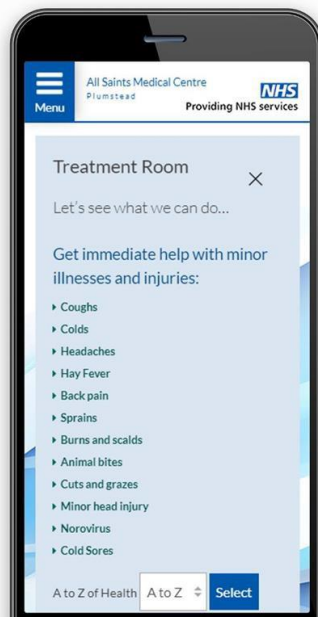 Menu
All Saints Medical Centre
Plumstead
NHS
Providing NHS services
Treatment Room
Let's see what we can do...
Get immediate help with minor
illnesses and injuries:
Coughs
Colds
Headaches
Hay Fever
Back pain
Sprains
Burns and scalds
Animal bites
Cuts and grazes
Minor head injury
Norovirus
Cold Sores
A to Z of Health A to Z Select